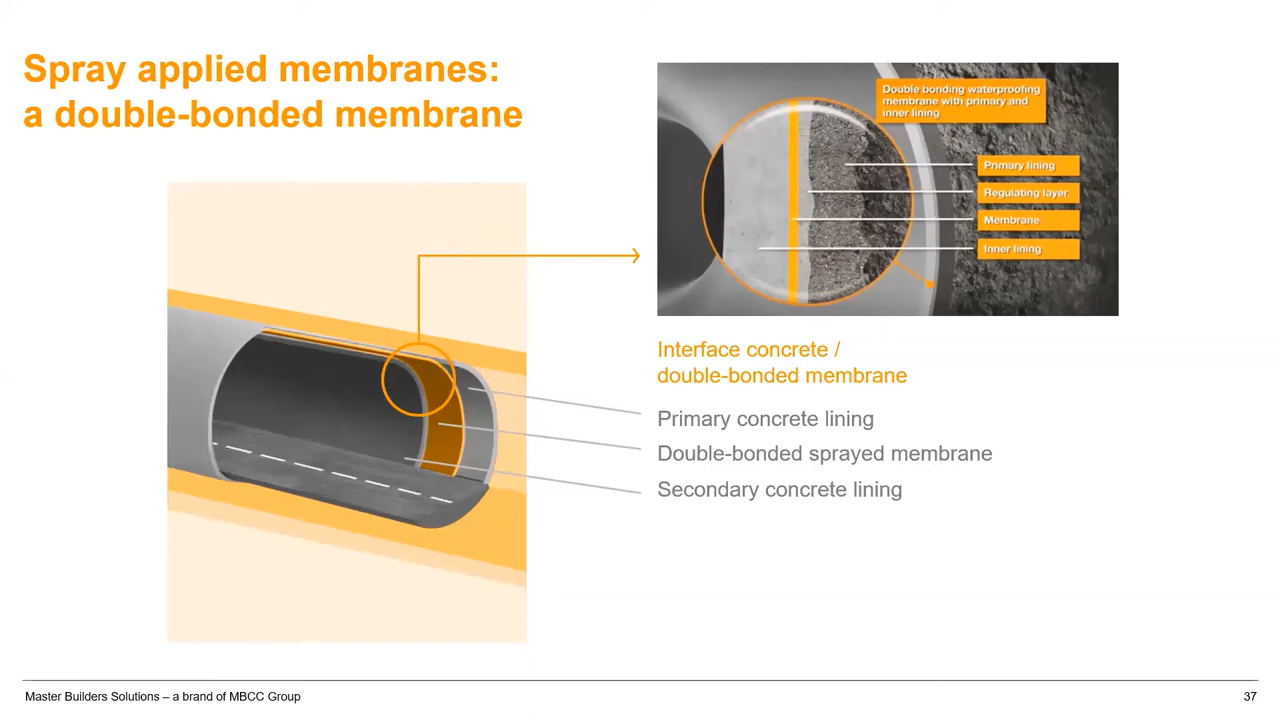 Spray applied membranes:
a double-bonded membrane
Double bonding waterproofing
membrane with primary and
inner lining
Primary lining
Regulating layer
Membrane
Inner lining
Interface concrete /
double-bonded membrane
Primary concrete lining
Double-bonded sprayed membrane
Secondary concrete lining
Master Builders Solutions – a brand of MBCC Group
37